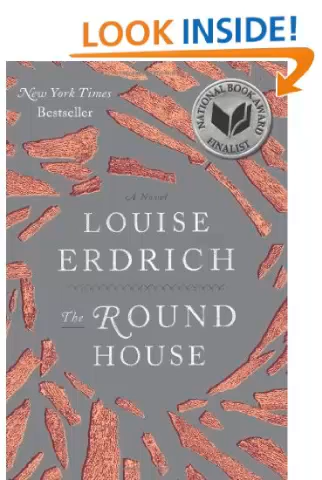 LOOK INSIDE!
New York Times
Bestseller
NATIONAL BOOK AWARD
FINALIST
A Novel
LOUISE
ERDRICH
The ROUND
HOUSE